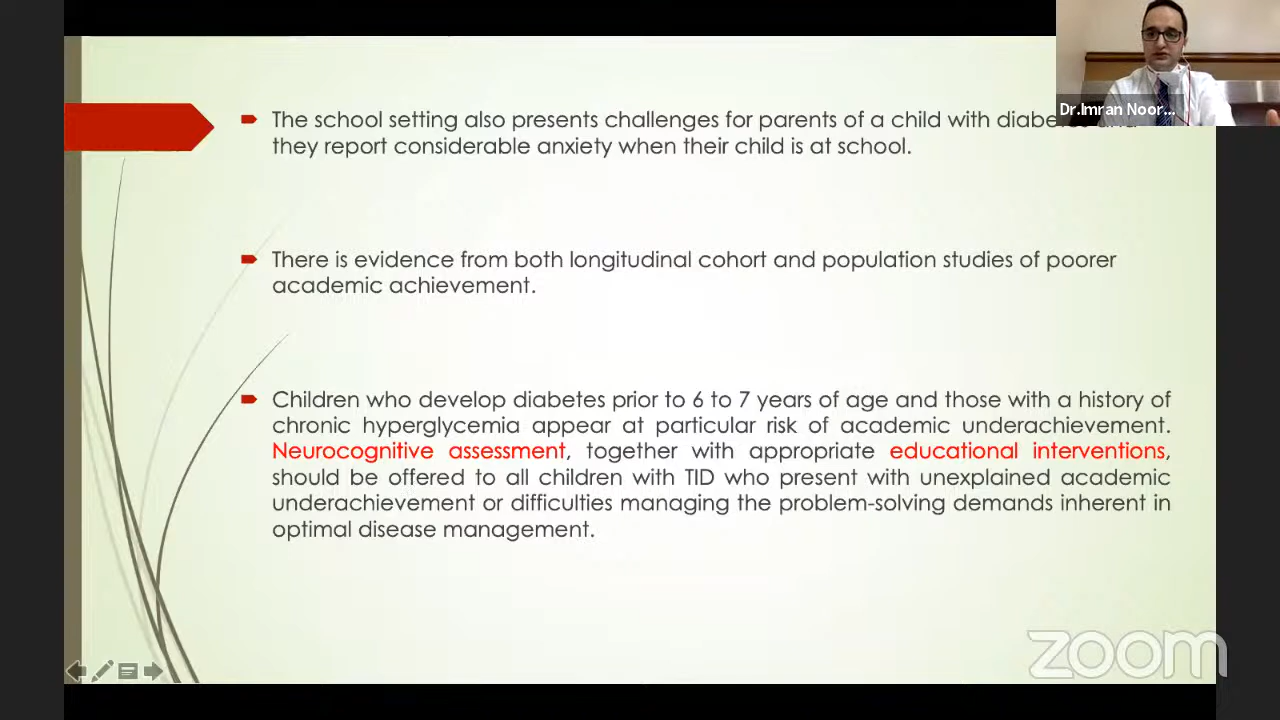 The school setting also presents challenges for parents of a child with
they report considerable anxiety when their child is at school.
There is evidence from both longitudinal cohort and population studies of poorer
academic achievement.
Children who develop diabetes prior to 6 to 7 years of age and those with a history of
chronic hyperglycemia appear at particular risk of academic underachievement.
Neurocognitive assessment, together with appropriate educational interventions,
should be offered to all children with TID who present with unexplained academic
underachievement or difficulties managing the problem-solving demands inherent in
optimal disease management.
Dr.Imran Noor...
zoom